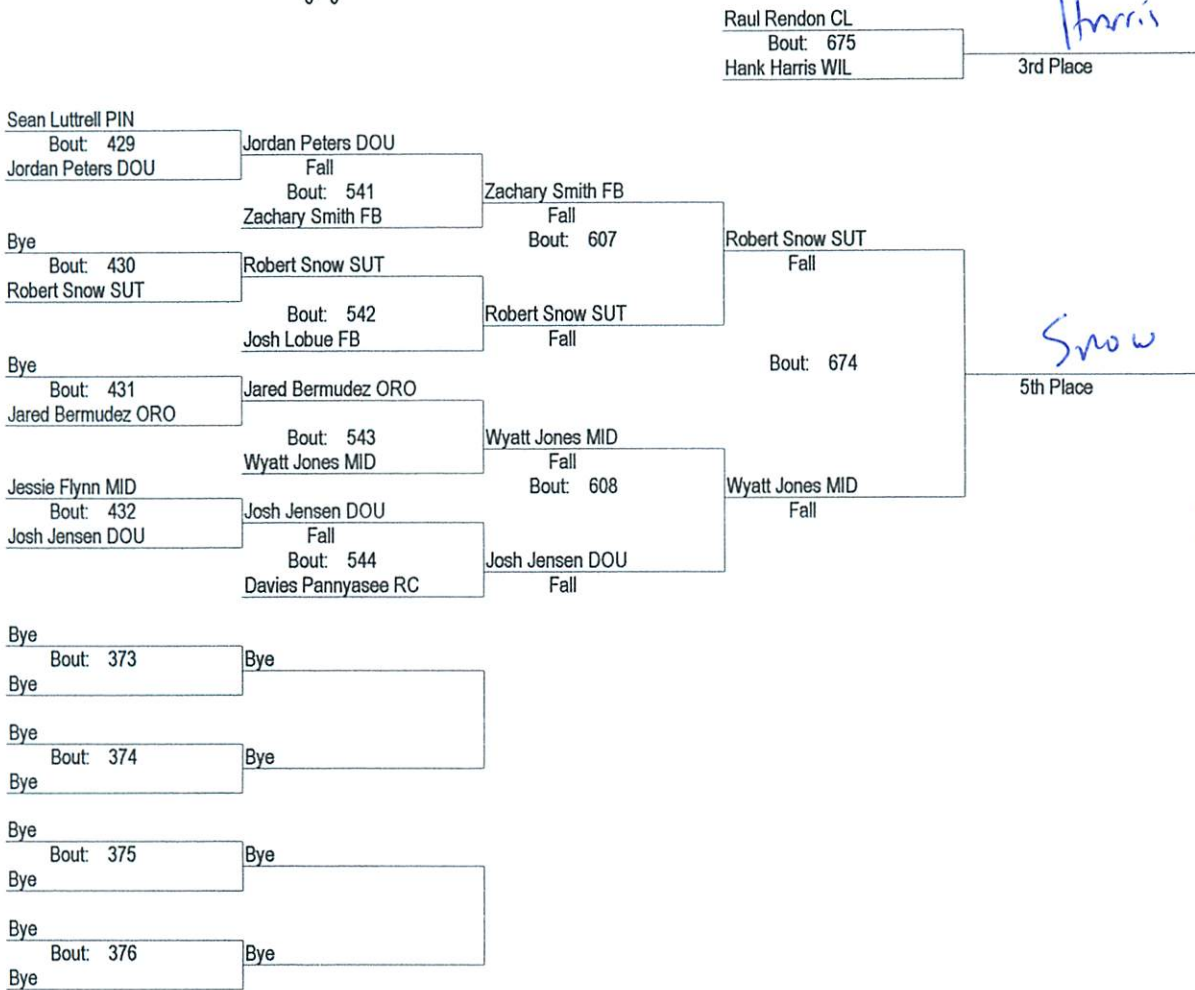 Harris
Raul Rendon CL
Bout: 675
Hank Harris WIL
3rd Place
Sean Luttrell PIN
Bout: 429
Jordan Peters DOU
Jordan Peters DOU
Fall
Bout: 541
Zachary Smith FB
Zachary Smith FB
Fall
Bout: 607
Bye
Bout: 430
Robert Snow SUT
Robert Snow SUT
Bout: 542
Josh Lobue FB
Robert Snow SUT
Fall
Robert Snow SUT
Fall
Bye
Bout: 431
Jared Bermudez ORO
Jared Bermudez ORO
Bout: 543
Wyatt Jones MID
Wyatt Jones MID
Fall
Bout: 608
Bout: 674
Snow
5th Place
Jessie Flynn MID
Bout: 432
Josh Jensen DOU
Josh Jensen DOU
Fall
Bout: 544
Davies Pannyasee RC
Josh Jensen DOU
Fall
Wyatt Jones MID
Fall
Bye
Bout: 373
Bye
Bye
Bye
Bout: 374
Bye
Bye
Bye
Bout: 375
Bye
Bye
Bye
Bout: 376
Bye
Bye